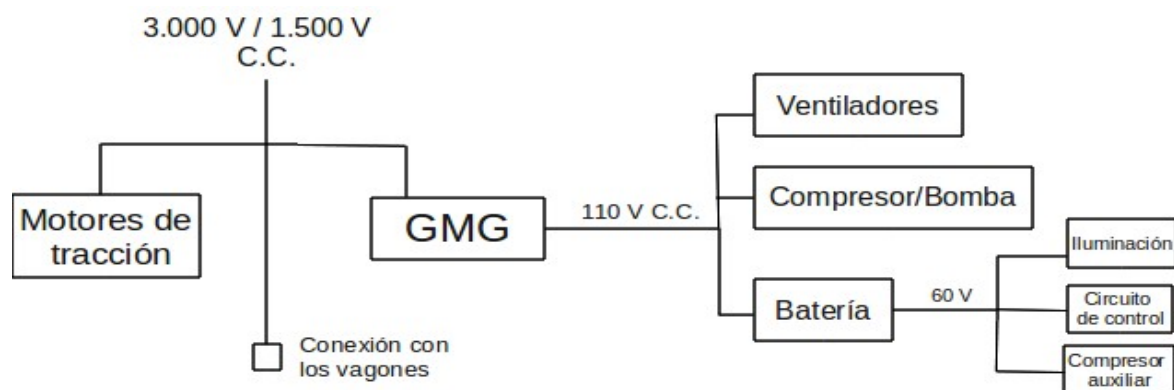 3.000 V / 1.500 V
C.C.
Motores de
tracción
GMG
Conexión con
los vagones
110 V C.C.
Ventiladores
Compresor/Bomba
Batería
60 V
Iluminación
Circuito
de control
Compresor
auxiliar